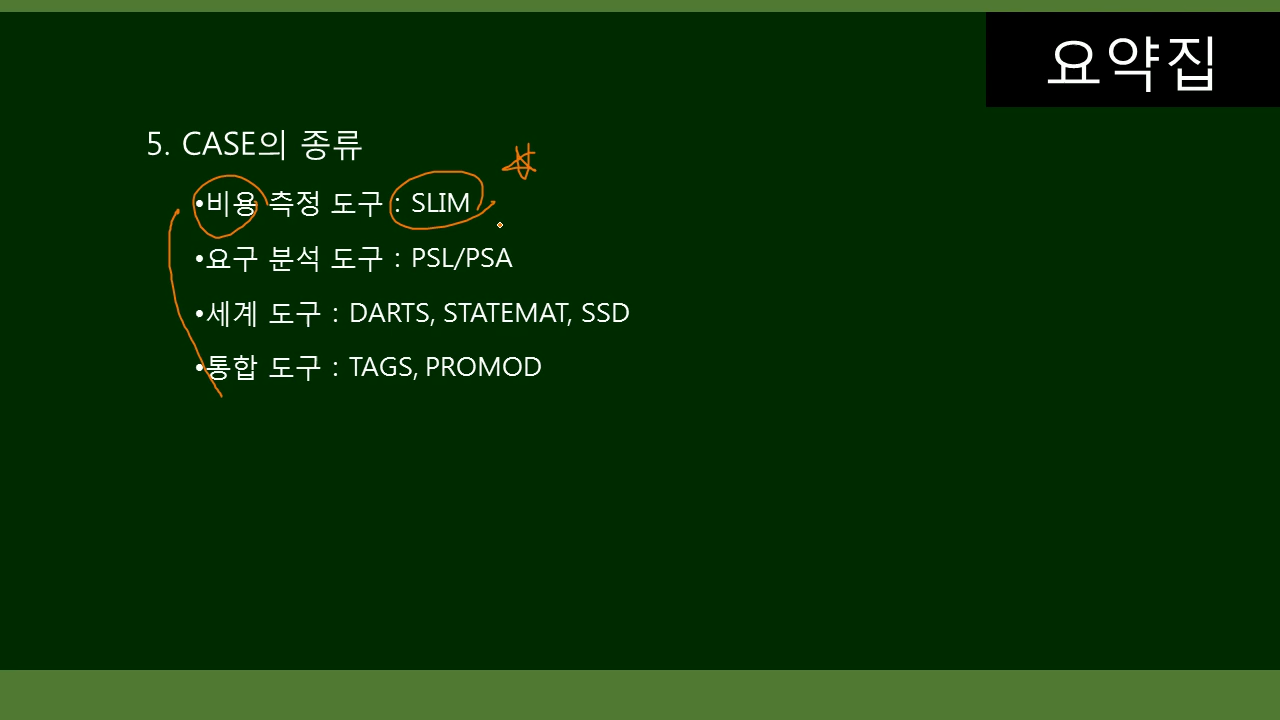 요약집
5. CASE의 종류
•비용 측정 도구 : SLIM
•요구 분석 도구 : PSL/PSA
•세계 도구 : DARTS, STATEMAT, SSD
•통합 도구 : TAGS, PROMOD